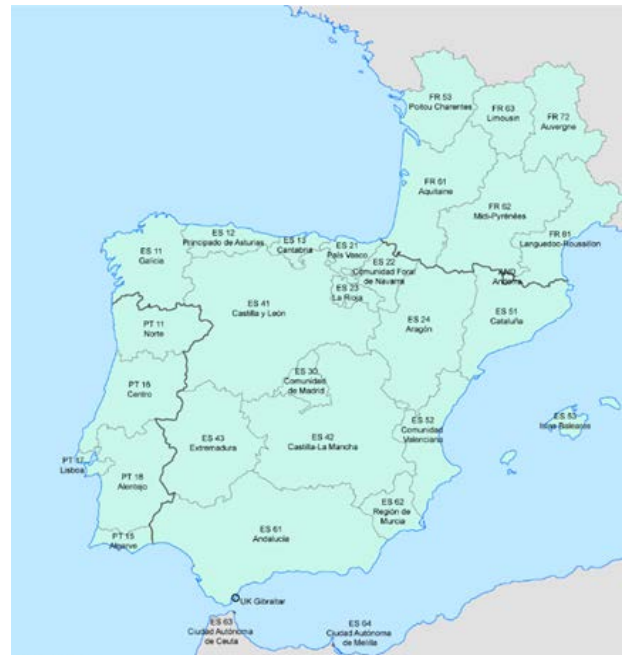 FR 53
Poitou Charentes
FR 63
Limousin
FR 72
Auvergne
FR 61
Aquitaine
FR 62
Midi-Pyrénées
FR 81
Languedoc-Roussillon
ES 11
Galicia
ES 12
Principado de Asturias
ES 13
Cantabria
ES 21
País Vasco
ES 22
Comunidad Foral
de Navarra
ES 23
La Rioja
AND
Andorra
ES 41
Castilla y León
ES 24
Aragón
ES 51
Cataluña
PT 11
Norte
PT 16
Centro
ES 30
Comunidad
de Madrid
ES 43
Extremadura
ES 42
Castilla-La Mancha
ES 52
Comunidad
Valenciana
ES 53
Islas Baleares
PT 17
Lisboa
PT 18
Alentejo
ES 62
Región de
Murcia
PT 15
Algarve
ES 61
Andalucía
UK Gibraltar
ES 63
Ciudad Autónoma
de Ceuta
ES 64
Ciudad Autónoma
de Melilla